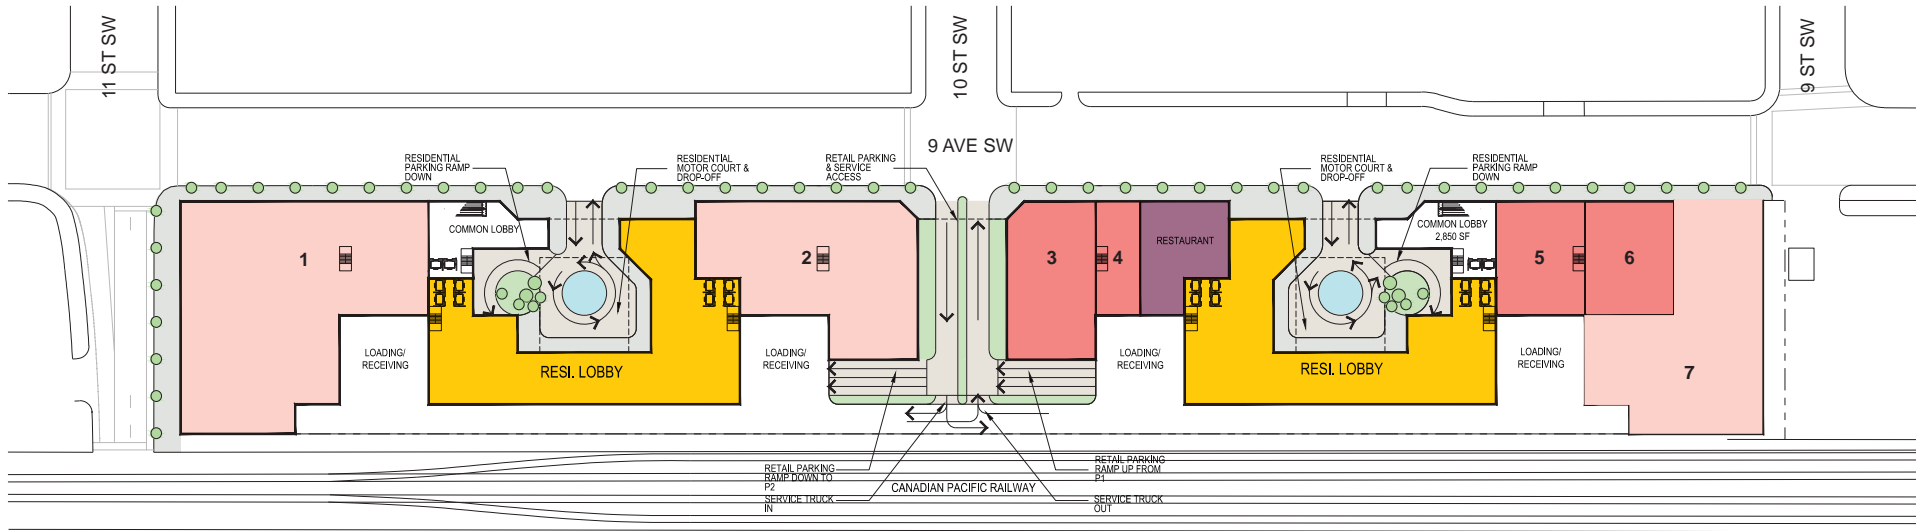 11 ST SW
10 ST SW
9 ST SW
9 AVE SW
RESIDENTIAL
PARKING RAMP
DOWN
RESIDENTIAL
MOTOR COURT &
DROP-OFF
RETAIL PARKING
& SERVICE
ACCESS
RESIDENTIAL
MOTOR COURT &
DROP-OFF
RESIDENTIAL
PARKING RAMP
DOWN
COMMON LOBBY
COMMON LOBBY
2,850 SF
RESTAURANT
1
2
3
4
5
6
7
LOADING/
RECEIVING
RESI. LOBBY
LOADING/
RECEIVING
LOADING/
RECEIVING
RESI. LOBBY
LOADING/
RECEIVING
RETAIL PARKING
RAMP DOWN TO
P2
SERVICE TRUCK
IN
CANADIAN PACIFIC RAILWAY
RETAIL PARKING
RAMP UP FROM
P1
SERVICE TRUCK
OUT